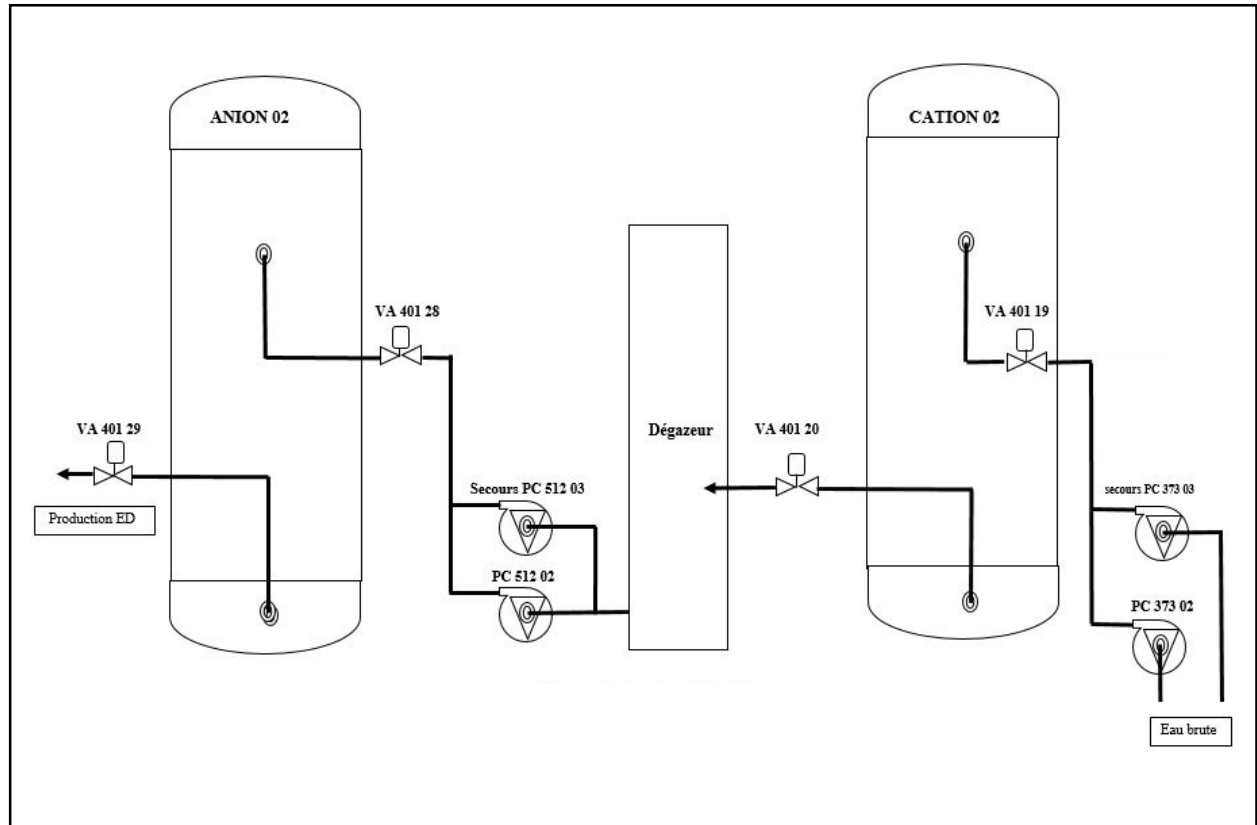 ANION 02
CATION 02
VA 401 28
VA 401 19
VA 401 29
Dégazeur
VA 401 20
Production ED
Secours PC 512 03
secours PC 373 03
PC 512 02
PC 373 02
Eau brute